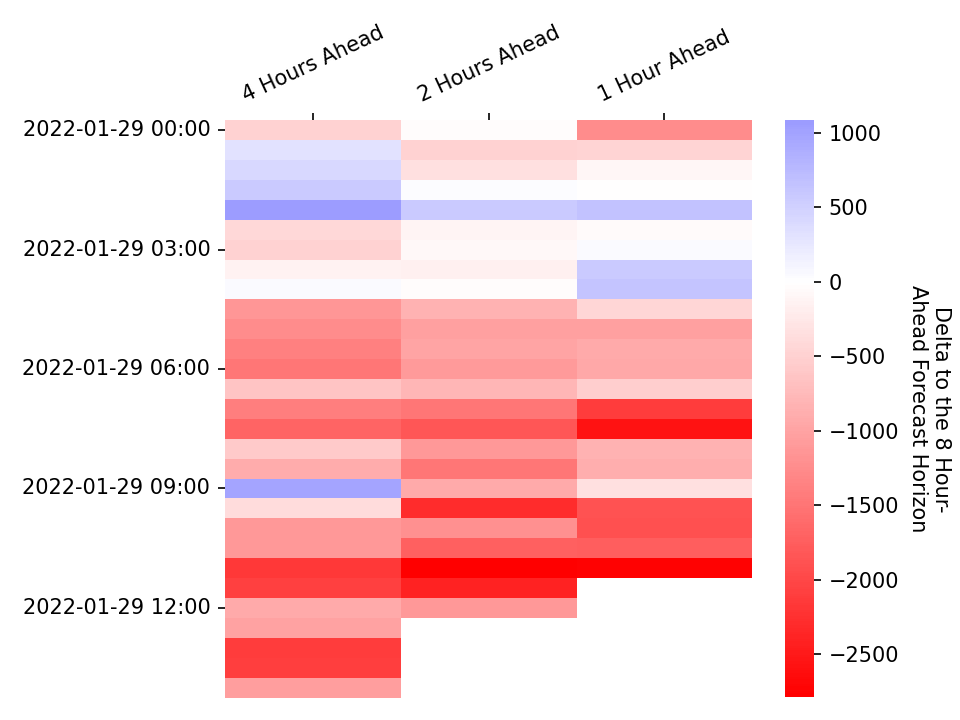 4 Hours Ahead
2 Hours Ahead
1 Hour Ahead
2022-01-29 00:00
2022-01-29 03:00
2022-01-29 06:00
2022-01-29 09:00
2022-01-29 12:00
1000
500
0
−500
−1000
−1500
−2000
−2500
Delta to the 8 Hour-
Ahead Forecast Horizon